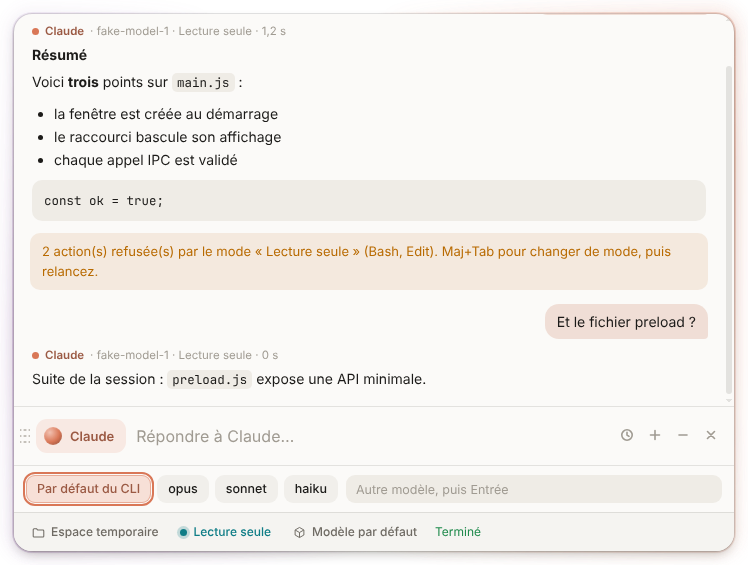 Claude · fake-model-1 · Lecture seule · 1,2 s
Résumé
Voici trois points sur main.js :
• la fenêtre est créée au démarrage
• le raccourci bascule son affichage
• chaque appel IPC est validé
const ok = true;
2 action(s) refusée(s) par le mode « Lecture seule » (Bash, Edit). Maj+Tab pour changer de mode, puis
relancez.
Et le fichier preload ?
Claude · fake-model-1 · Lecture seule · 0 s
Suite de la session : preload.js expose une API minimale.
Claude Répondre à Claude...
Par défaut du CLI opus sonnet haiku Autre modèle, puis Entrée
Espace temporaire Lecture seule Modèle par défaut Terminé